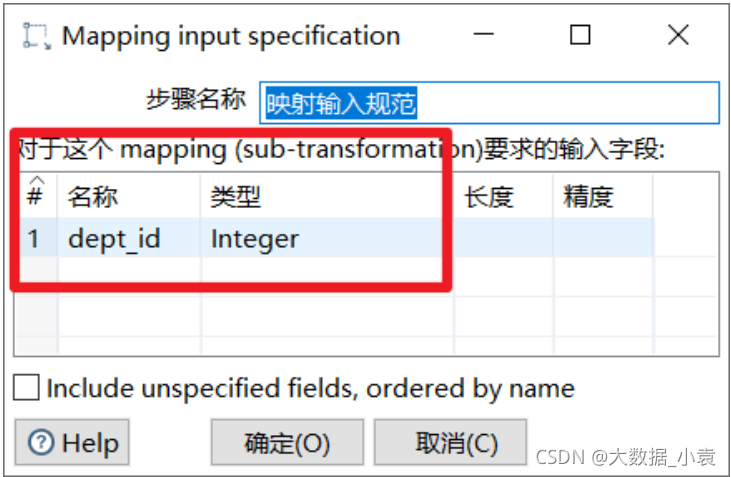 Mapping input specification
步骤名称 映射输入规范
对于这个 mapping (sub-transformation)要求的输入字段:
# 名称 类型 长度 精度
1 dept_id Integer
Include unspecified fields, ordered by name
Help 确定(O) 取消(C)
CSDN @大数据_小袁